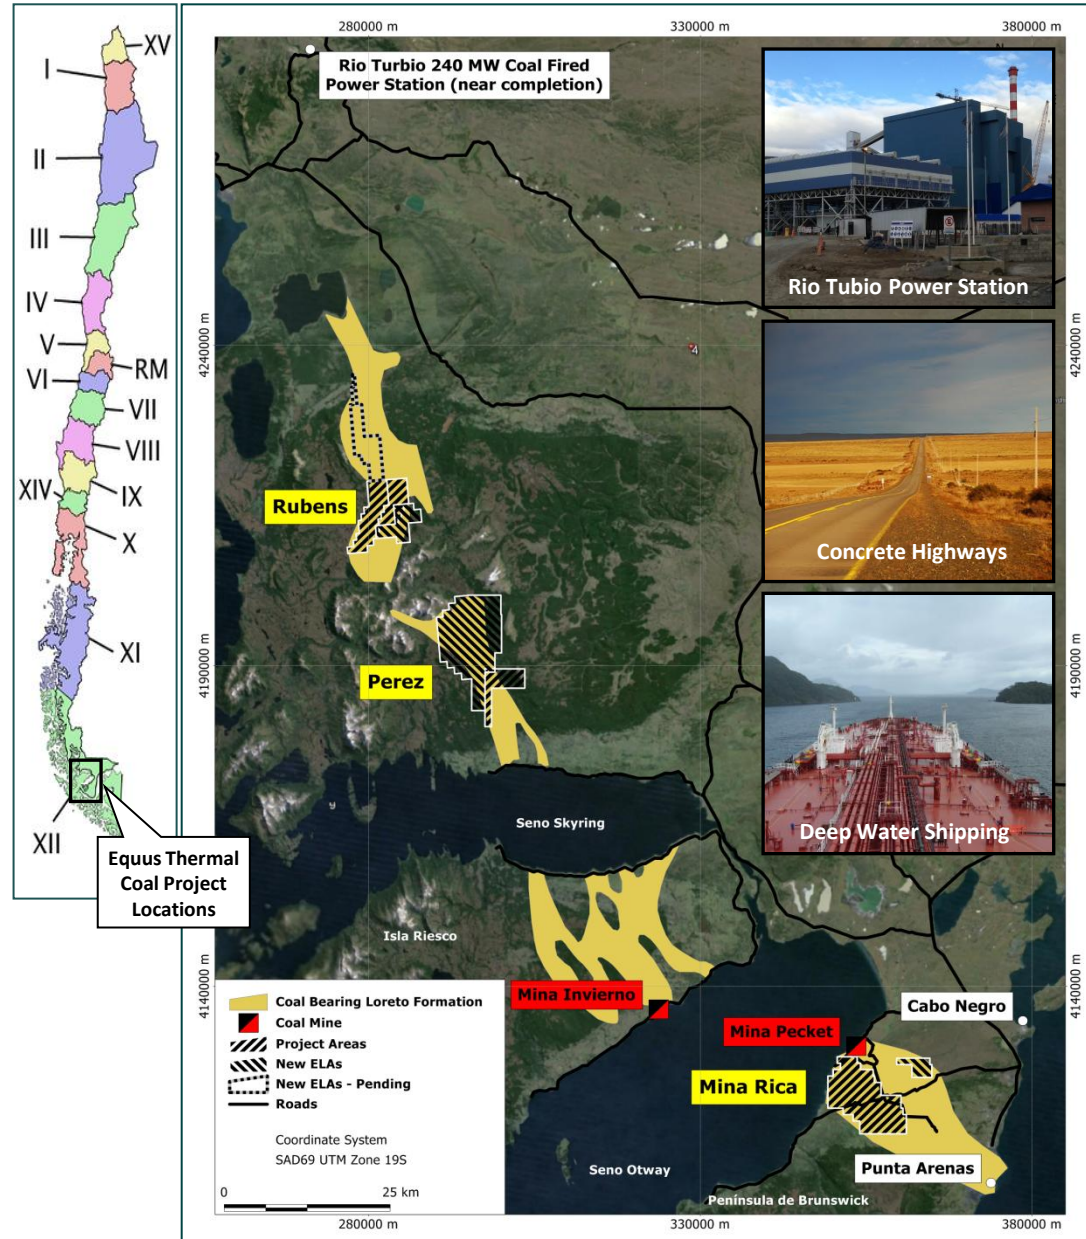 XV
I
II
III
IV
V
RM
VI
VII
VIII
IX
XIV
X
XI
XII
Equus Thermal
Coal Project
Locations
280000 m
330000 m
380000 m
Rio Turbio 240 MW Coal Fired
Power Station (near completion)
Rio Tubio Power Station
4240000 m
4240000 m
4
Concrete Highways
Rubens
4190000 m
4190000 m
Perez
Deep Water Shipping
Seno Skyring
Isla Riesco
4140000 m
Mina Invierno
Cabo Negro
Mina Pecket
Mina Rica
Punta Arenas
Seno Otway
Península de Brunswick
Coal Bearing Loreto Formation
Coal Mine
Project Areas
New ELAs
New ELAs - Pending
Roads
Coordinate System
SAD69 UTM Zone 19S
0
25 km
280000 m
330000 m
380000 m